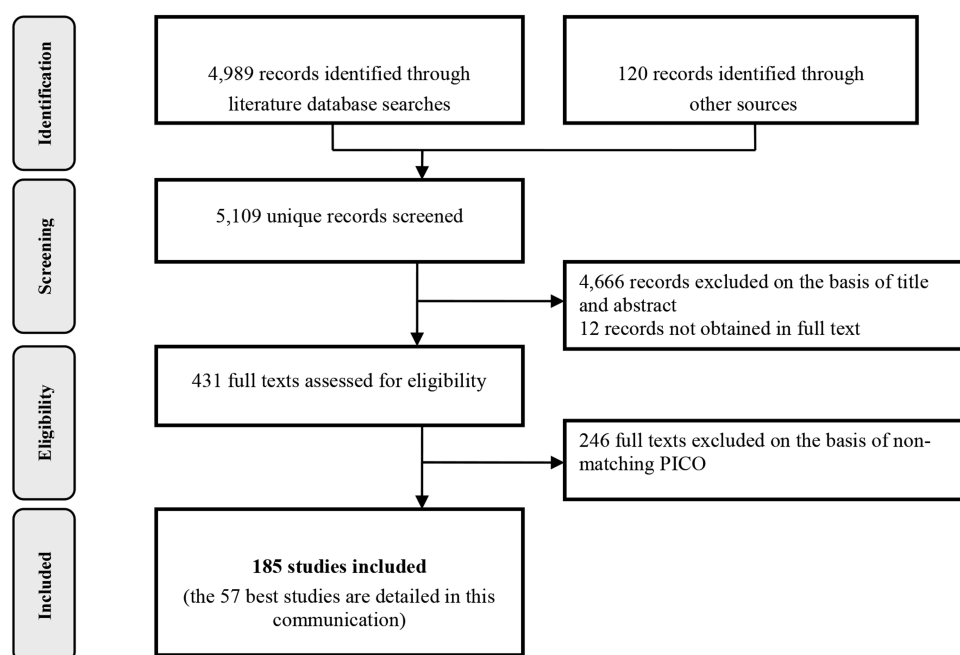 Identification
4,989 records identified through
literature database searches
120 records identified through
other sources
Screening
5,109 unique records screened
4,666 records excluded on the basis of title
and abstract
12 records not obtained in full text
Eligibility
431 full texts assessed for eligibility
246 full texts excluded on the basis of non-
matching PICO
Included
185 studies included
(the 57 best studies are detailed in this
communication)